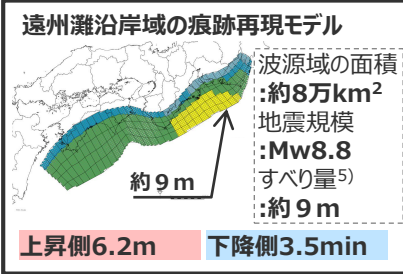 遠州灘沿岸域の痕跡再現モデル
波源域の面積
:約8万km²
地震規模
:Mw8.8
すべり量⁵⁾
:約９ｍ
約９ｍ
上昇側6.2m
下降側3.5min